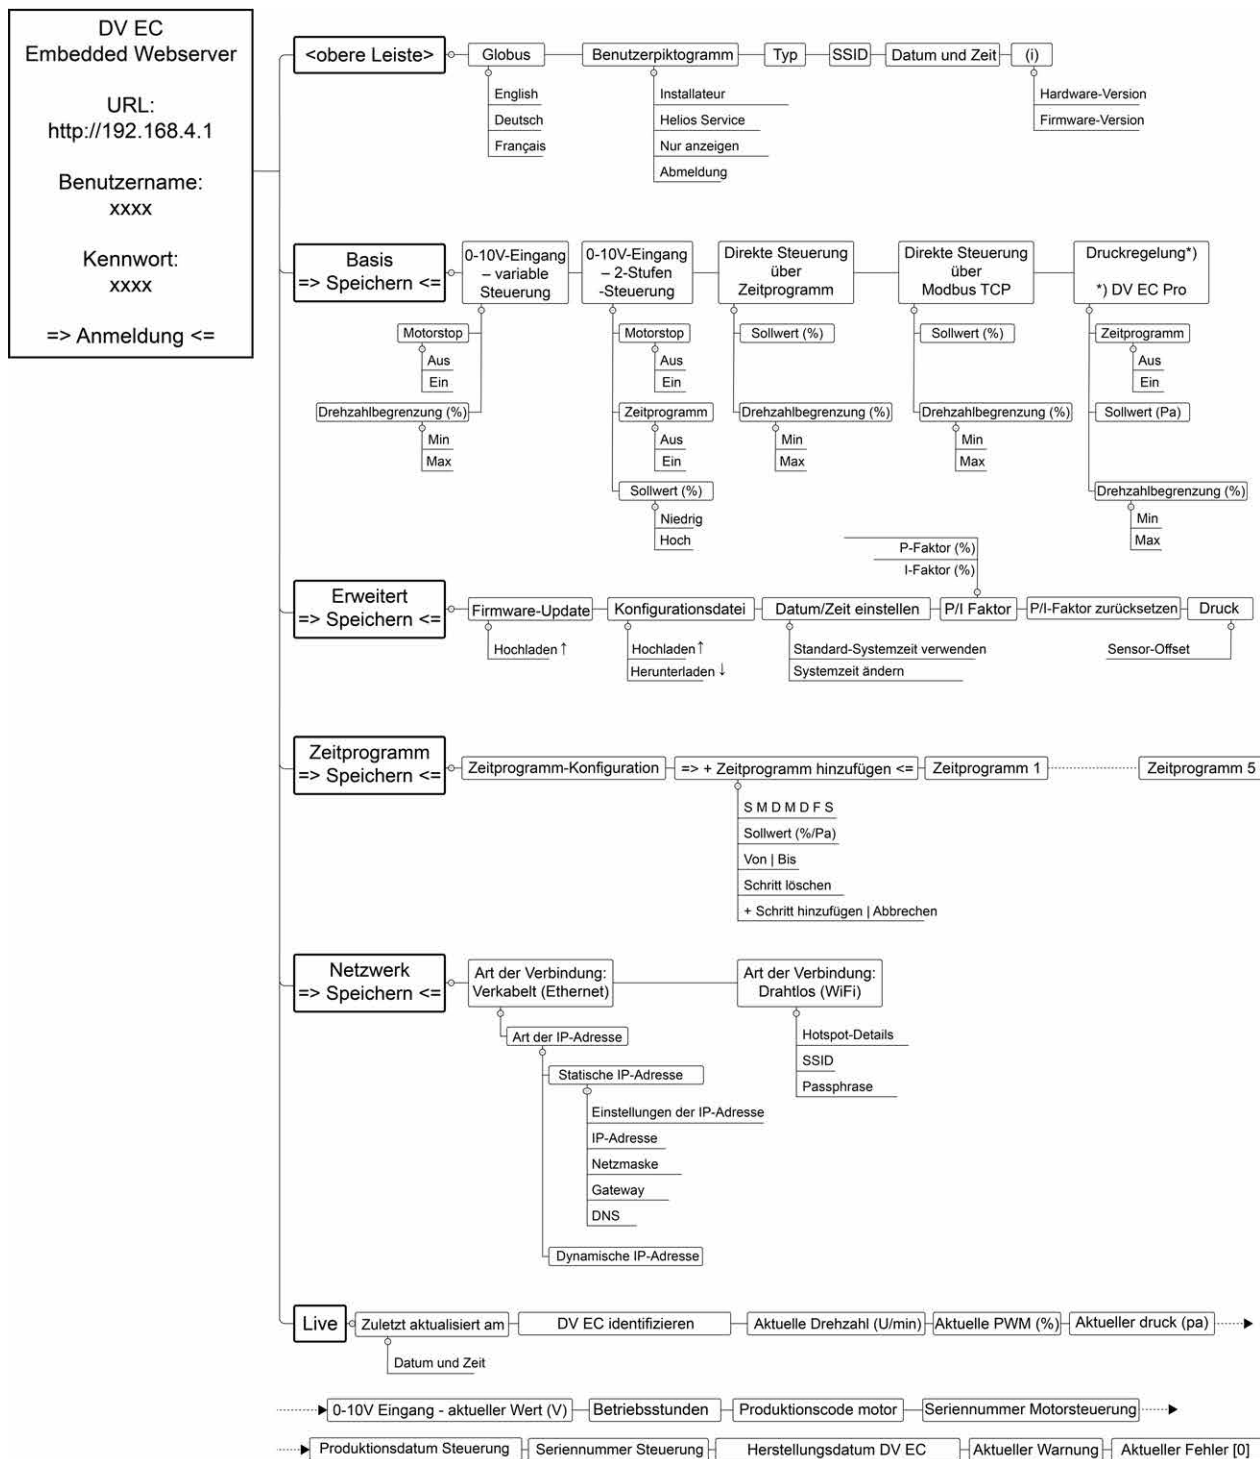 DV EC
Embedded Webserver
URL:
http://192.168.4.1
Benutzername:
xxxx
Kennwort:
xxxx
=> Anmeldung <=
<obere Leiste>
Globus
English
Deutsch
Français
Benutzerpiktogramm
Installateur
Helios Service
Nur anzeigen
Abmeldung
Typ
SSID
Datum und Zeit
(i)
Hardware-Version
Firmware-Version
Basis
=> Speichern <=
0-10V-Eingang
– variable
Steuerung
Motorstop
Aus
Ein
Drehzahlbegrenzung (%)
Min
Max
0-10V-Eingang
– 2-Stufen
-Steuerung
Motorstop
Aus
Ein
Zeitprogramm
Aus
Ein
Sollwert (%)
Niedrig
Hoch
Direkte Steuerung
über
Zeitprogramm
Sollwert (%)
Drehzahlbegrenzung (%)
Min
Max
Direkte Steuerung
über
Modbus TCP
Sollwert (%)
Drehzahlbegrenzung (%)
Min
Max
Druckregelung*)
*) DV EC Pro
Zeitprogramm
Aus
Ein
Sollwert (Pa)
Drehzahlbegrenzung (%)
Min
Max
Erweitert
=> Speichern <=
Firmware-Update
Hochladen ↑
Konfigurationsdatei
Hochladen ↑
Herunterladen ↓
Datum/Zeit einstellen
Standard-Systemzeit verwenden
Systemzeit ändern
P-Faktor (%)
I-Faktor (%)
P/I Faktor
P/I-Faktor zurücksetzen
Druck
Sensor-Offset
Zeitprogramm
=> Speichern <=
Zeitprogramm-Konfiguration
=> + Zeitprogramm hinzufügen <=
S M D M D F S
Sollwert (%/Pa)
Von | Bis
Schritt löschen
+ Schritt hinzufügen | Abbrechen
Zeitprogramm 1
Zeitprogramm 5
Netzwerk
=> Speichern <=
Art der Verbindung:
Verkabelt (Ethernet)
Art der IP-Adresse
Statische IP-Adresse
Einstellungen der IP-Adresse
IP-Adresse
Netzmaske
Gateway
DNS
Dynamische IP-Adresse
Art der Verbindung:
Drahtlos (WiFi)
Hotspot-Details
SSID
Passphrase
Live
Zuletzt aktualisiert am
Datum und Zeit
DV EC identifizieren
Aktuelle Drehzahl (U/min)
Aktuelle PWM (%)
Aktueller druck (pa)
0-10V Eingang - aktueller Wert (V)
Betriebsstunden
Produktionscode motor
Seriennummer Motorsteuerung
Produktionsdatum Steuerung
Seriennummer Steuerung
Herstellungsdatum DV EC
Aktueller Warnung
Aktueller Fehler [0]